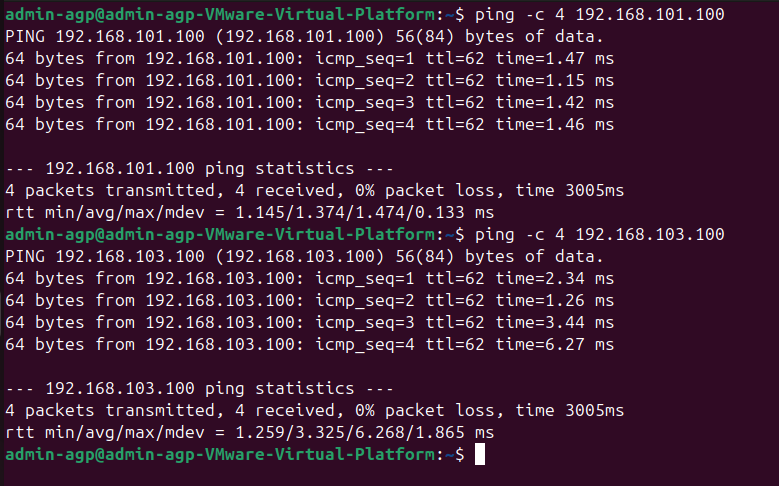 admin-agp@admin-agp-VMware-Virtual-Platform:~$ ping -c 4 192.168.101.100
PING 192.168.101.100 (192.168.101.100) 56(84) bytes of data.
64 bytes from 192.168.101.100: icmp_seq=1 ttl=62 time=1.47 ms
64 bytes from 192.168.101.100: icmp_seq=2 ttl=62 time=1.15 ms
64 bytes from 192.168.101.100: icmp_seq=3 ttl=62 time=1.42 ms
64 bytes from 192.168.101.100: icmp_seq=4 ttl=62 time=1.46 ms

--- 192.168.101.100 ping statistics ---
4 packets transmitted, 4 received, 0% packet loss, time 3005ms
rtt min/avg/max/mdev = 1.145/1.374/1.474/0.133 ms
admin-agp@admin-agp-VMware-Virtual-Platform:~$ ping -c 4 192.168.103.100
PING 192.168.103.100 (192.168.103.100) 56(84) bytes of data.
64 bytes from 192.168.103.100: icmp_seq=1 ttl=62 time=2.34 ms
64 bytes from 192.168.103.100: icmp_seq=2 ttl=62 time=1.26 ms
64 bytes from 192.168.103.100: icmp_seq=3 ttl=62 time=3.44 ms
64 bytes from 192.168.103.100: icmp_seq=4 ttl=62 time=6.27 ms

--- 192.168.103.100 ping statistics ---
4 packets transmitted, 4 received, 0% packet loss, time 3005ms
rtt min/avg/max/mdev = 1.259/3.325/6.268/1.865 ms
admin-agp@admin-agp-VMware-Virtual-Platform:~$